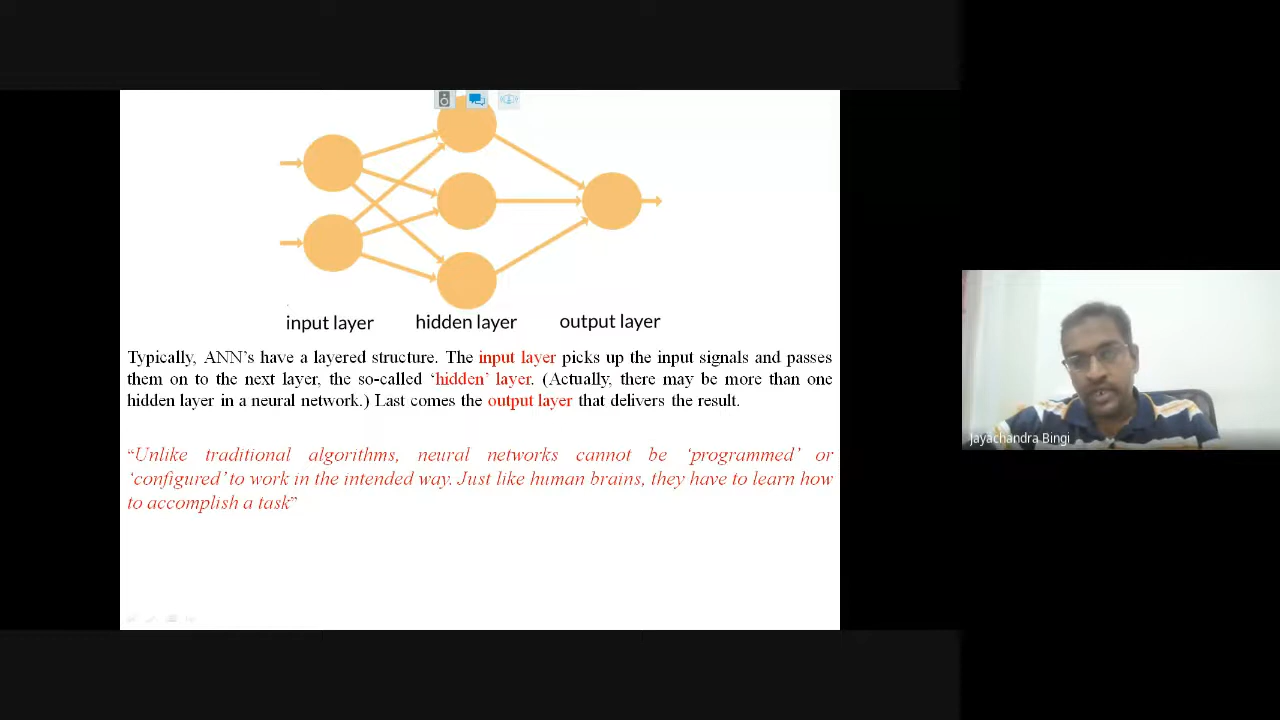 input layer hidden layer output layer
Typically, ANN's have a layered structure. The input layer picks up the input signals and passes
them on to the next layer, the so-called 'hidden' layer. (Actually, there may be more than one
hidden layer in a neural network.) Last comes the output layer that delivers the result.
"Unlike traditional algorithms, neural networks cannot be 'programmed' or
'configured' to work in the intended way. Just like human brains, they have to learn how
to accomplish a task"
Jayachandra Bingi